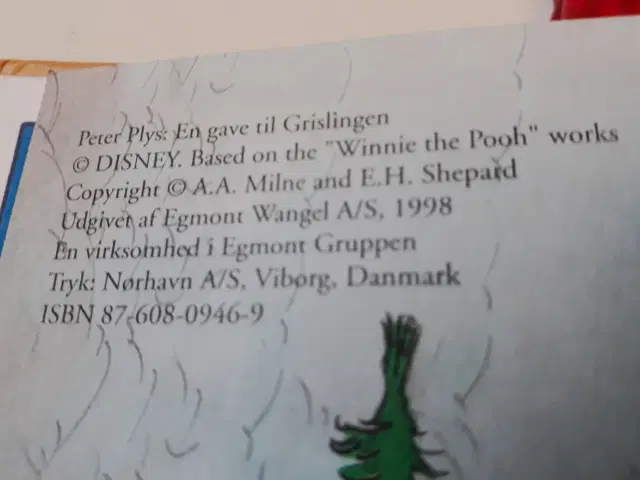 Peter Plys: En gave til Grislingen
© DISNEY. Based on the "Winnie the Pooh" works
Copyright © A.A. Milne and E.H. Shepard
Udgivet af Egmont Wangel A/S, 1998
En virksomhed i Egmont Gruppen
Tryk: Nørhavn A/S, Viborg, Danmark
ISBN 87-608-0946-9